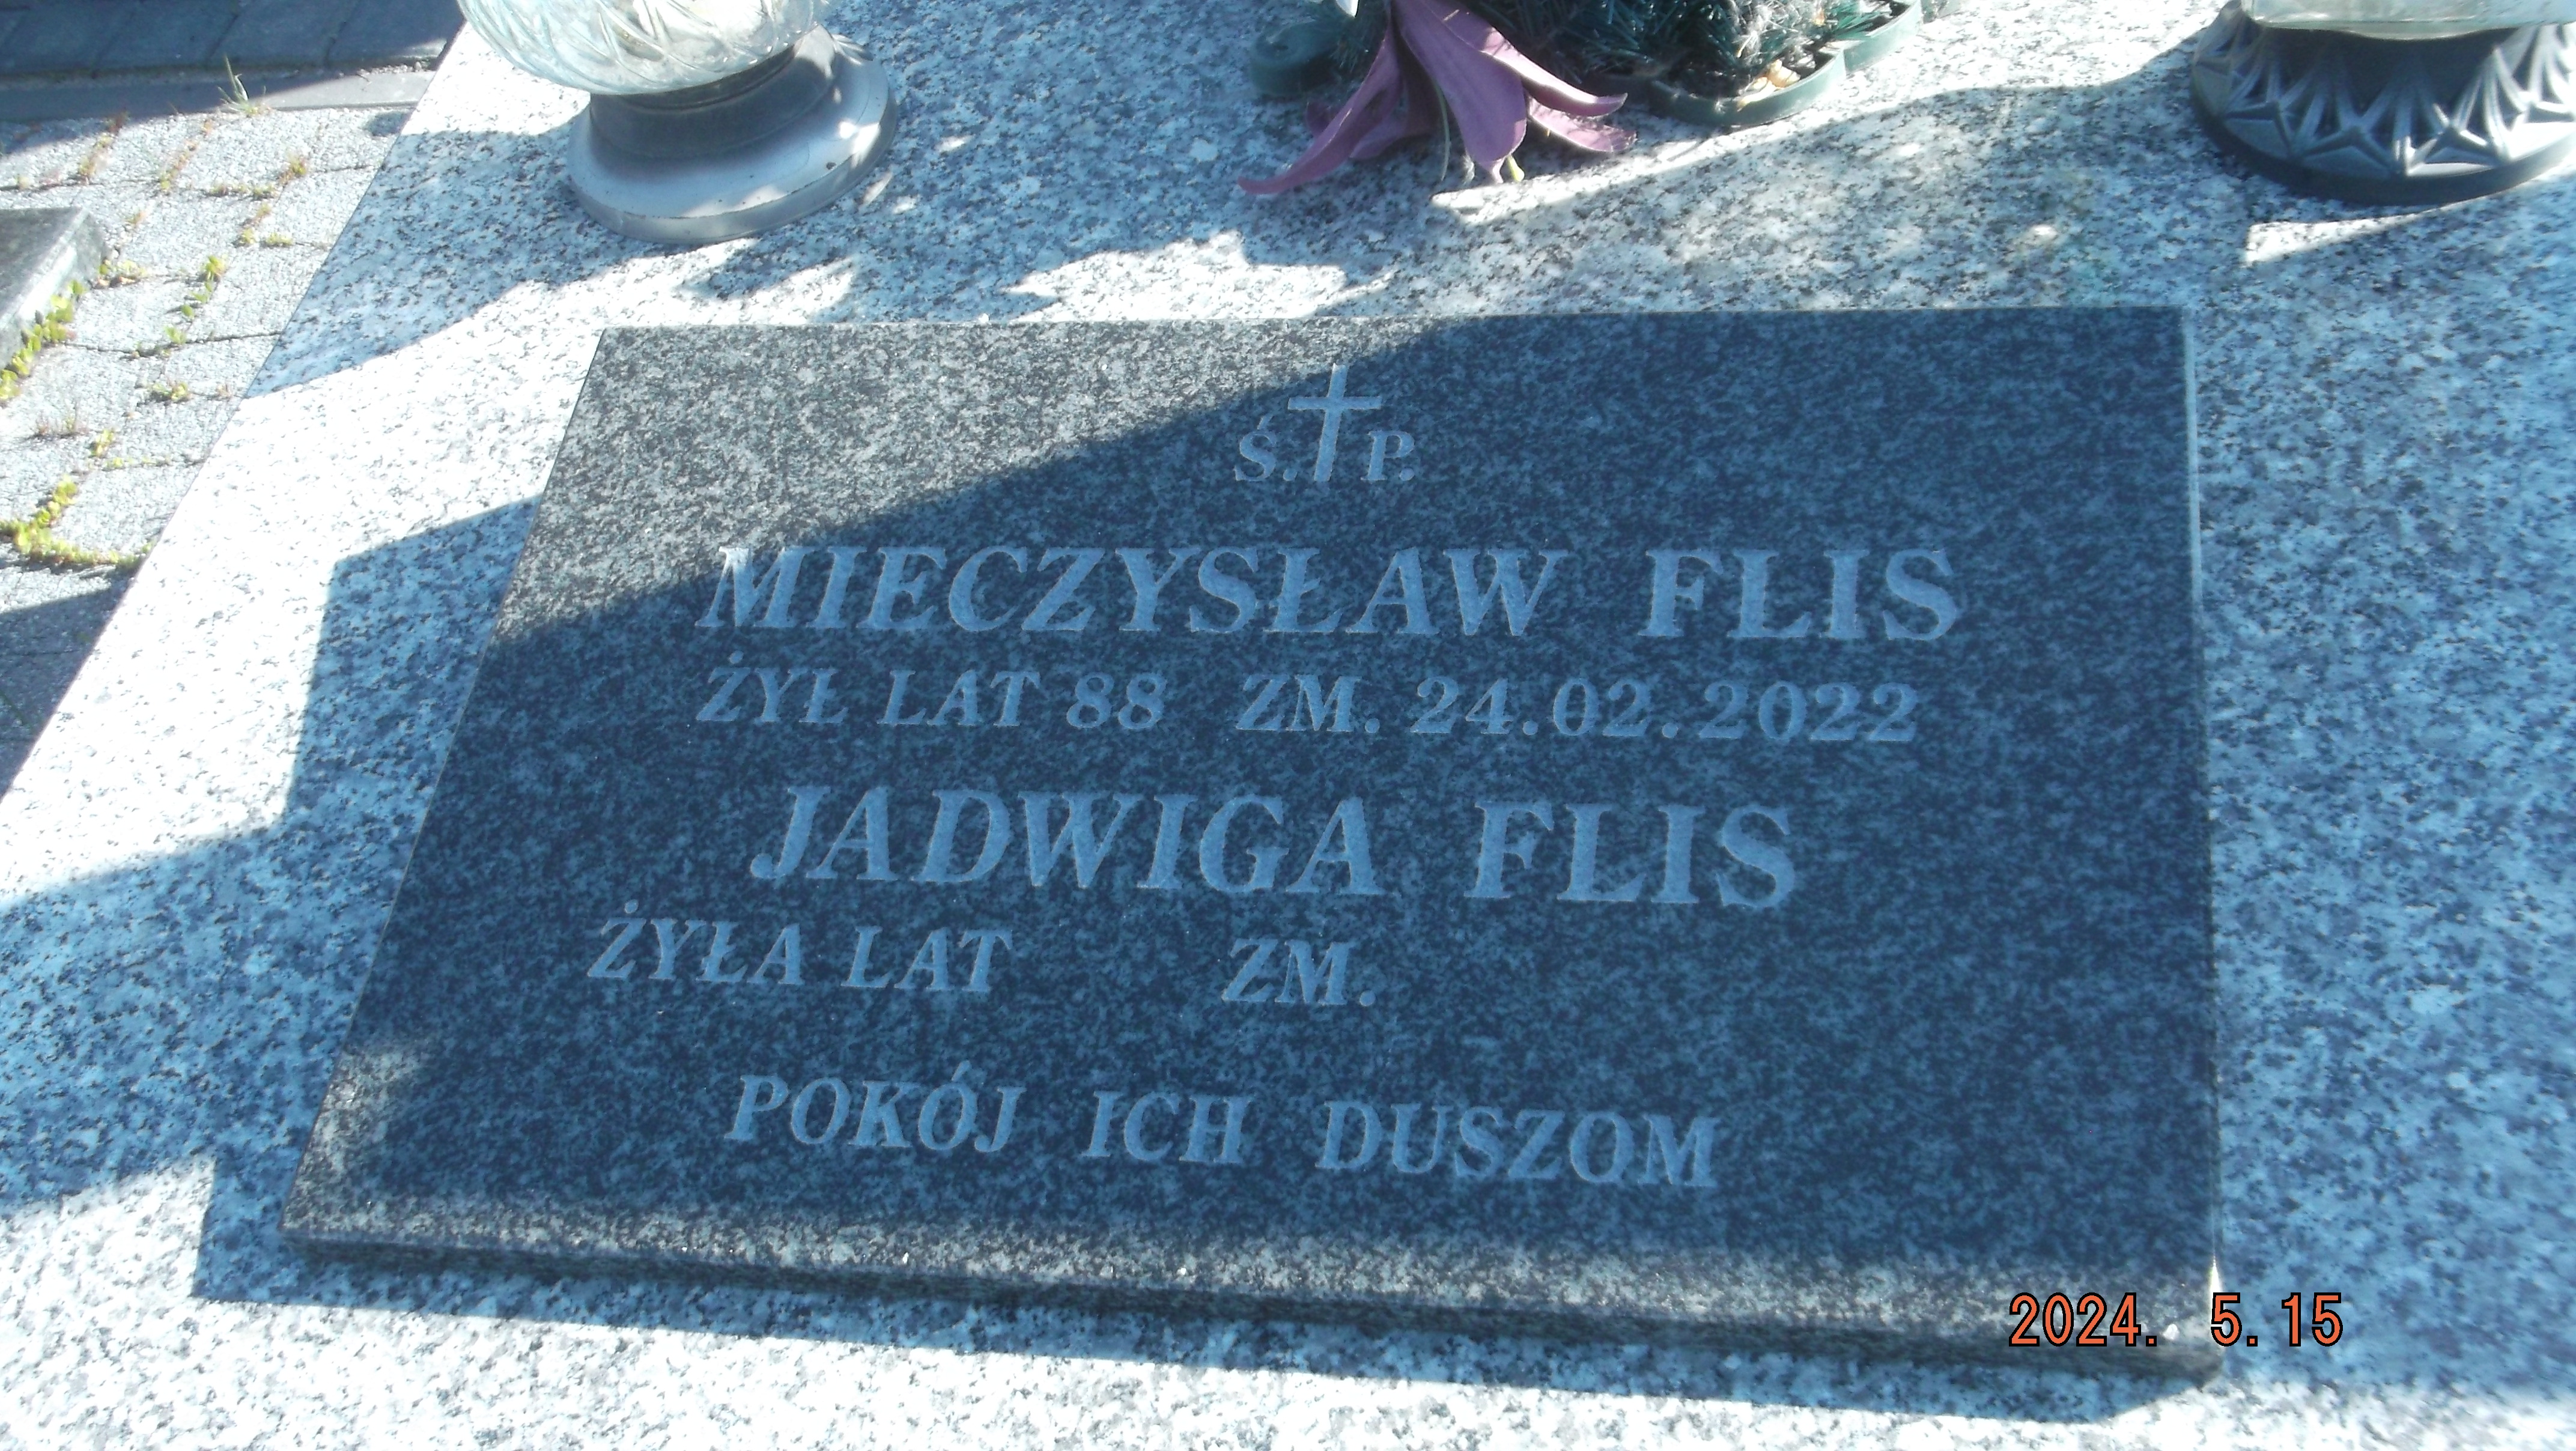 Ś. P.
MIECZYSŁAW FLIS
ŻYŁ LAT 88 ZM. 24.02.2022
JADWIGA FLIS
ŻYŁA LAT ZM.
POKÓJ ICH DUSZOM
2024. 5.15